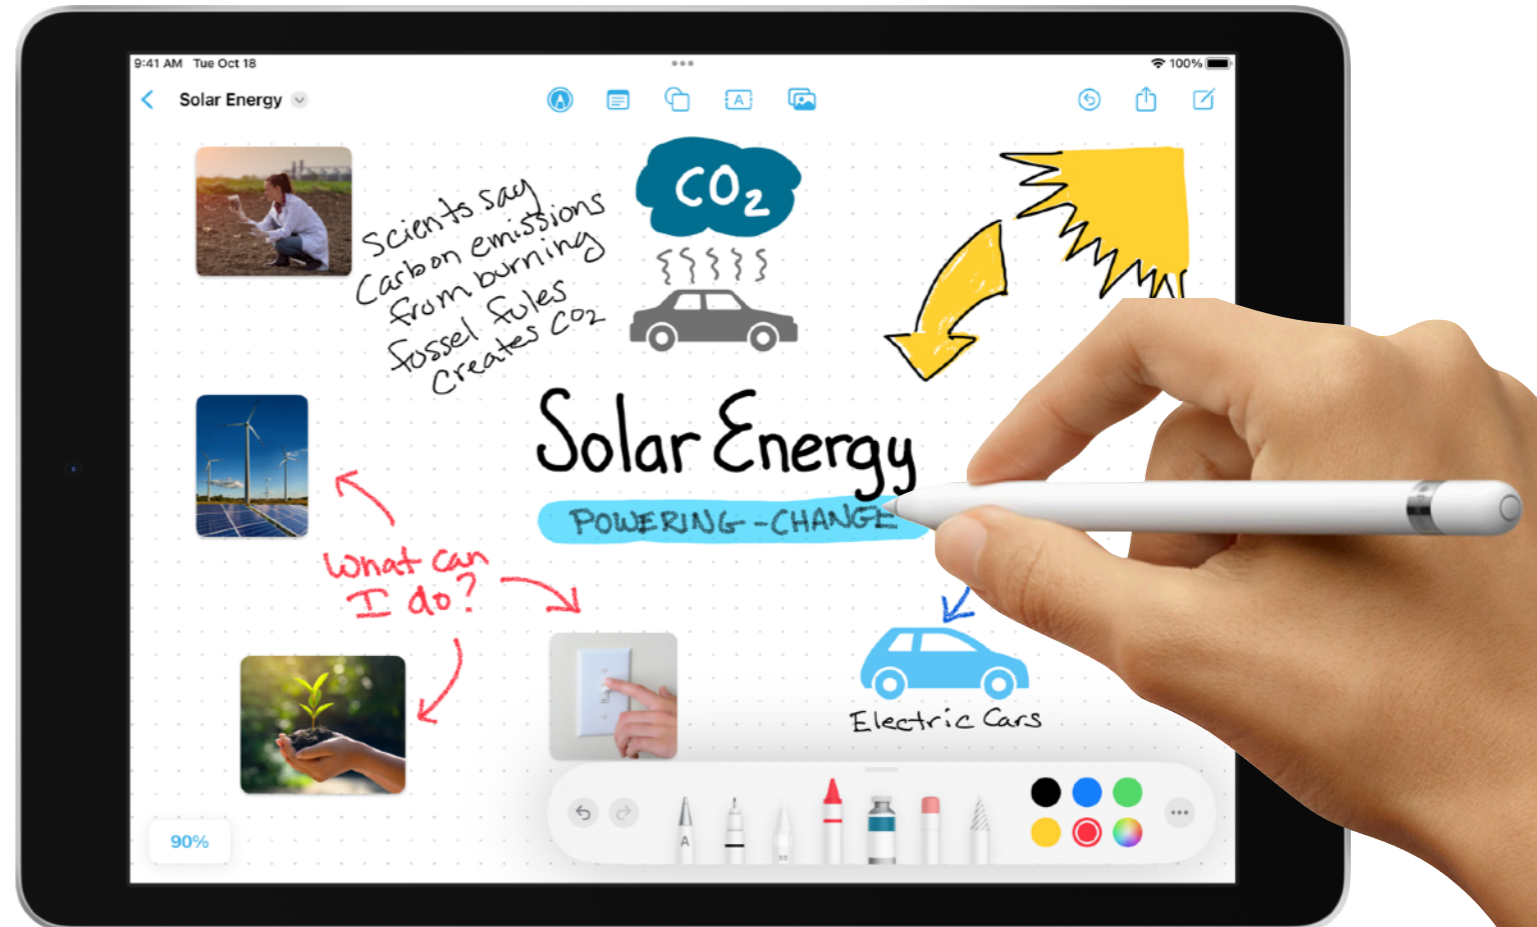 9:41 AM Tue Oct 18
100%
Solar Energy
A
Scients say
Carbon emissions
from burning
fossel fules
creates CO2
CO2
Solar Energy
POWERING-CHANGE
What can
I do?
Electric Cars
A
55
90%